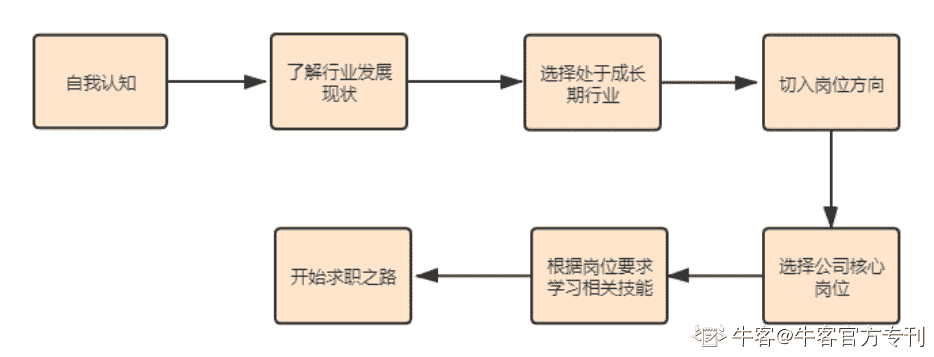 自我认知
了解行业发展
现状
选择处于成长
期行业
切入岗位方向
选择公司核心
岗位
根据岗位要求
学习相关技能
开始求职之路
牛客@牛客官方专刊